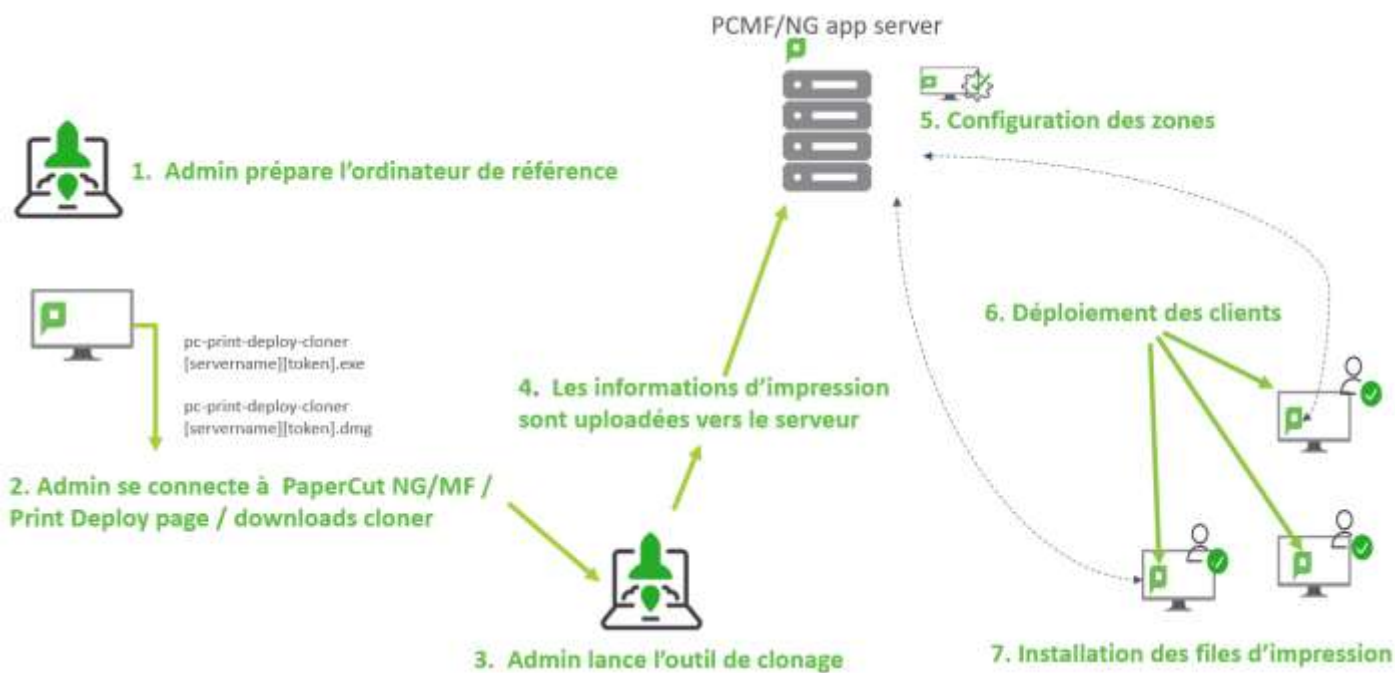 PCMF/NG app server
5. Configuration des zones
1. Admin prépare l'ordinateur de référence
pc-print-deploy-cloner
[servername][token].exe
pc-print-deploy-cloner
[servername][token].dmg
2. Admin se connecte à PaperCut NG/MF /
Print Deploy page / downloads cloner
3. Admin lance l'outil de clonage
4. Les informations d'impression
sont uploadées vers le serveur
6. Déploiement des clients
7. Installation des files d'impression